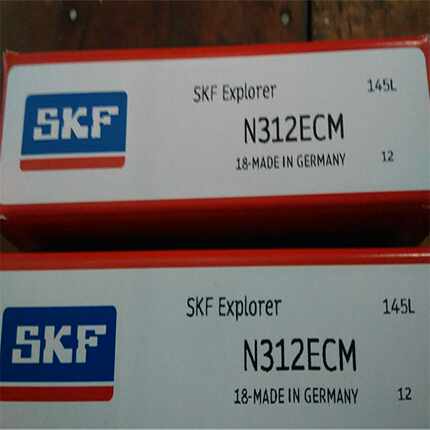 SKF
SKF Explorer 145L
N312ECM
18-MADE IN GERMANY 12
SKF
SKF Explorer 145L
N312ECM
18-MADE IN GERMANY 12